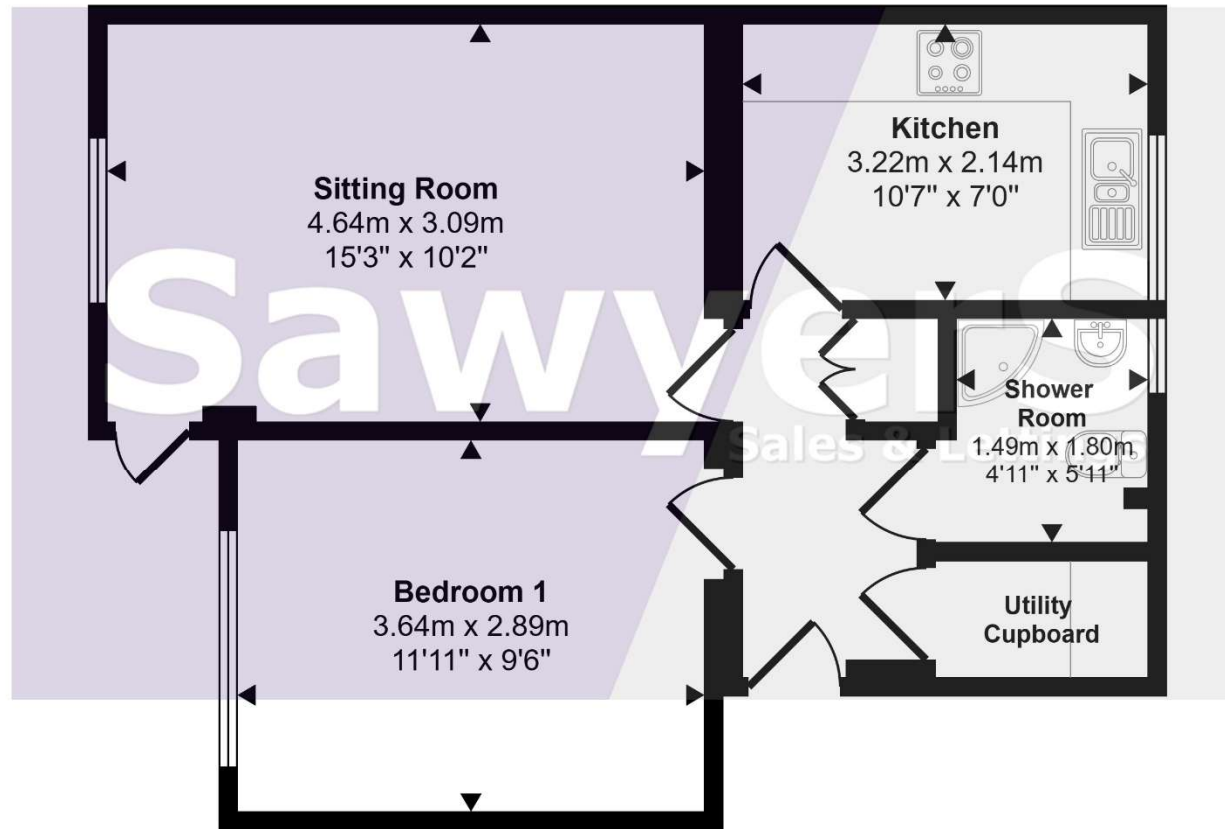 Sitting Room
4.64m x 3.09m
15'3" x 10'2"
Kitchen
3.22m x 2.14m
10'7" x 7'0"
SawyerS
Sales & Lettings
Shower
Room
1.49m x 1.80m
4'11" x 5'11"
Bedroom 1
3.64m x 2.89m
11'11" x 9'6"
Utility
Cupboard